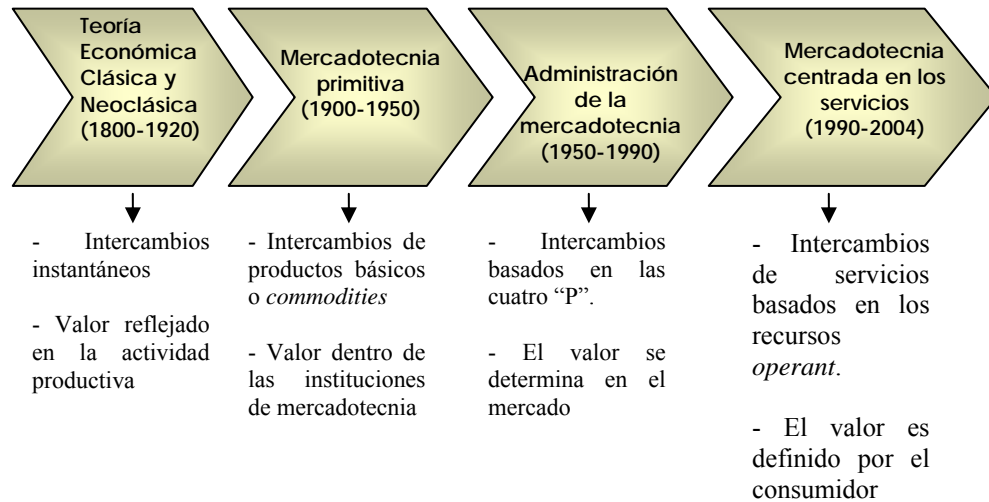 Teoría
Económica
Clásica y
Neoclásica
(1800-1920)
Mercadotecnia
primitiva
(1900-1950)
Administración
de la
mercadotecnia
(1950-1990)
Mercadotecnia
centrada en los
servicios
(1990-2004)
- Intercambios
instantáneos
- Valor reflejado
en la actividad
productiva
- Intercambios de
productos básicos
o commodities
- Valor dentro de
las instituciones
de mercadotecnia
- Intercambios
basados en las
cuatro “P”.
- El valor se
determina en el
mercado
- Intercambios
de servicios
basados en los
recursos
operant.
- El valor es
definido por el
consumidor